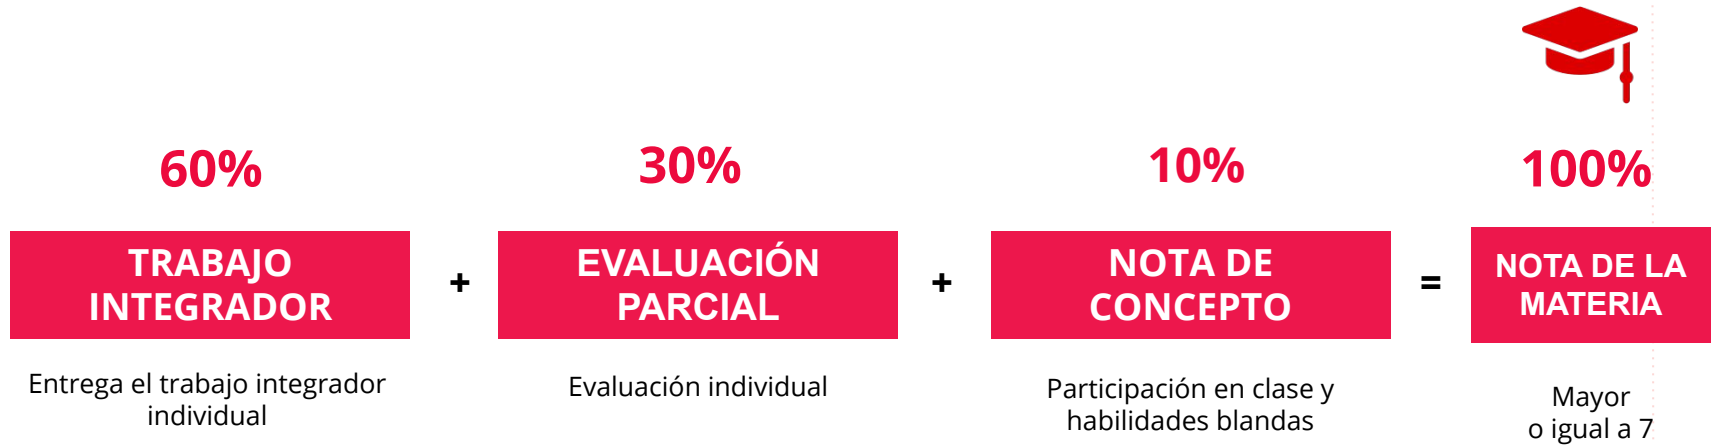 60%
TRABAJO
INTEGRADOR
Entrega el trabajo integrador
individual
+
30%
EVALUACIÓN
PARCIAL
Evaluación individual
+
10%
NOTA DE
CONCEPTO
Participación en clase y
habilidades blandas
=
100%
NOTA DE LA
MATERIA
Mayor
o igual a 7